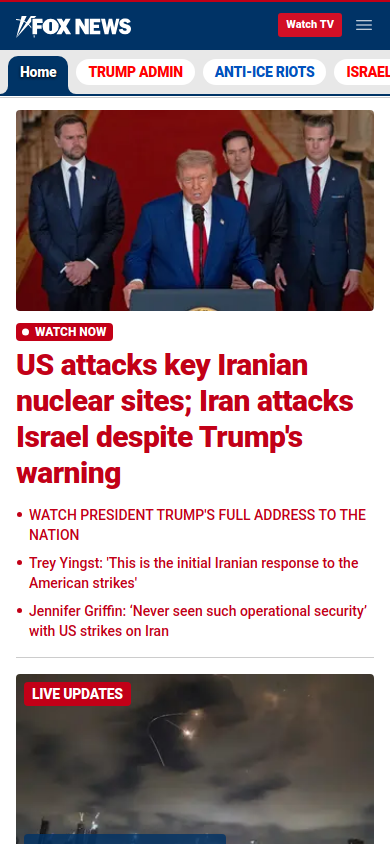 FOX NEWS
Watch TV
Home
TRUMP ADMIN
ANTI-ICE RIOTS
ISRAEL
WATCH NOW
US attacks key Iranian
nuclear sites; Iran attacks
Israel despite Trump's
warning
• WATCH PRESIDENT TRUMP'S FULL ADDRESS TO THE
NATION
• Trey Yingst: 'This is the initial Iranian response to the
American strikes'
• Jennifer Griffin: ‘Never seen such operational security’
with US strikes on Iran
LIVE UPDATES